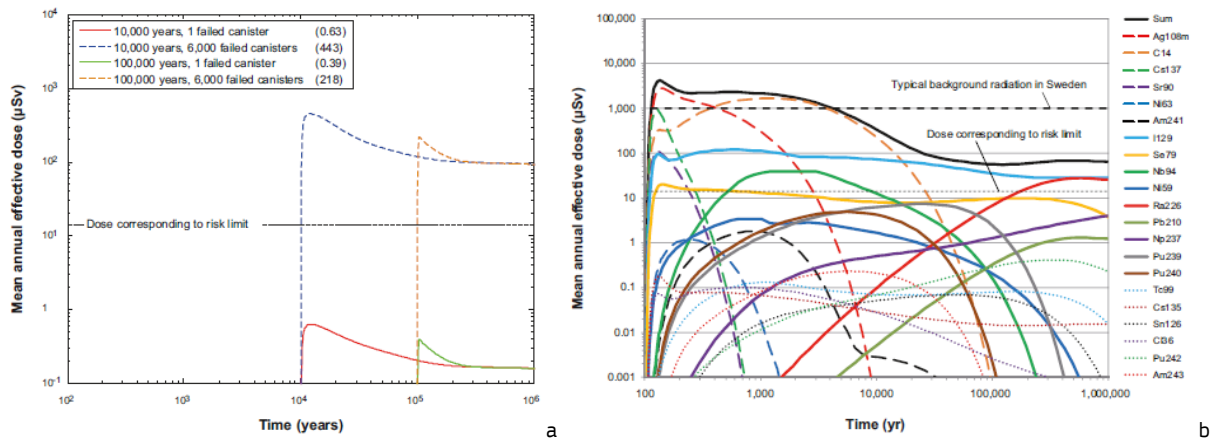 10⁴
10³
10²
10¹
1
10⁻¹
Mean annual effective dose (µSv)
10,000 years, 1 failed canister (0.63)
10,000 years, 6,000 failed canisters (443)
100,000 years, 1 failed canister (0.39)
100,000 years, 6,000 failed canisters (218)
Dose corresponding to risk limit
10²
10³
10⁴
10⁵
10⁶
Time (years)
a
100,000
10,000
1,000
100
10
1
0.1
0.01
0.001
Mean annual effective dose (µSv)
Typical background radiation in Sweden
Dose corresponding to risk limit
100
1,000
10,000
100,000
1,000,000
Time (yr)
Sum
Ag108m
C14
Cs137
Sr90
Ni63
Am241
I129
Se79
Nb94
Ni59
Ra226
Pb210
Np237
Pu239
Pu240
Tc99
Cs135
Sn126
Pu242
Am243
b